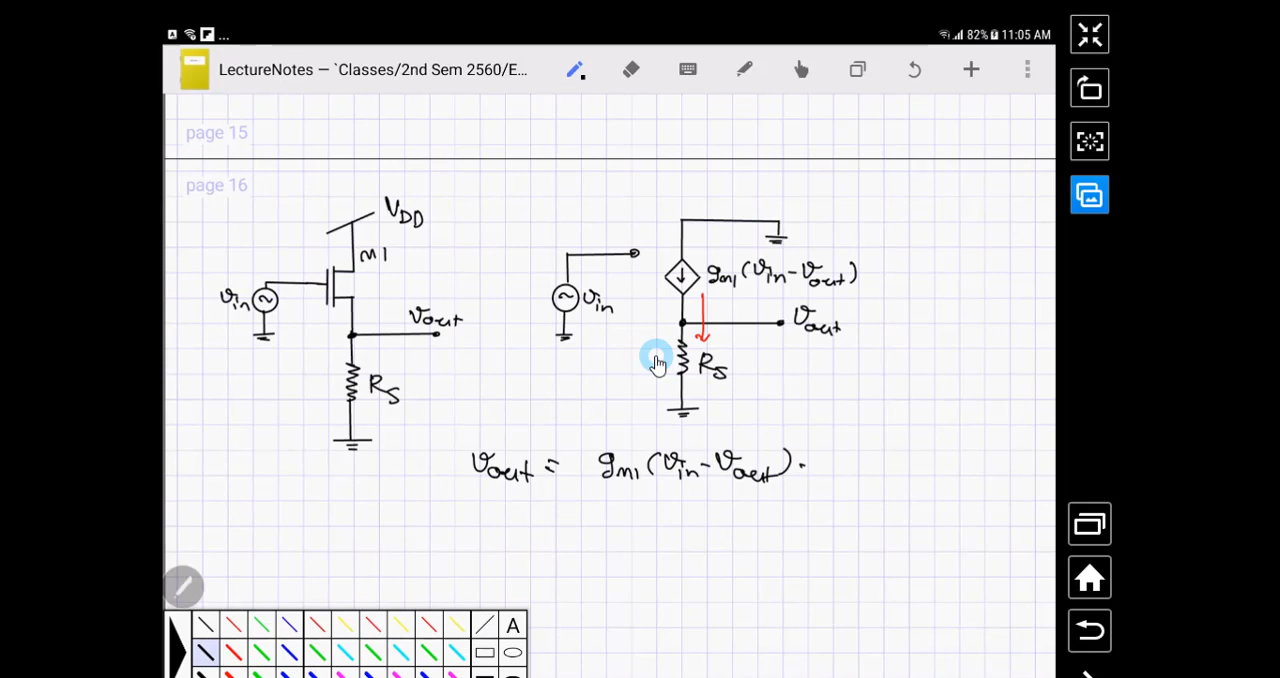 ... 82% 11:05 AM
LectureNotes — `Classes/2nd Sem 2560/E...
page 15
page 16
VDD
M1
vin
vout
RS
vin
gm1(vin-vout)
vout
RS
vout = gm1(vin-vout).
A